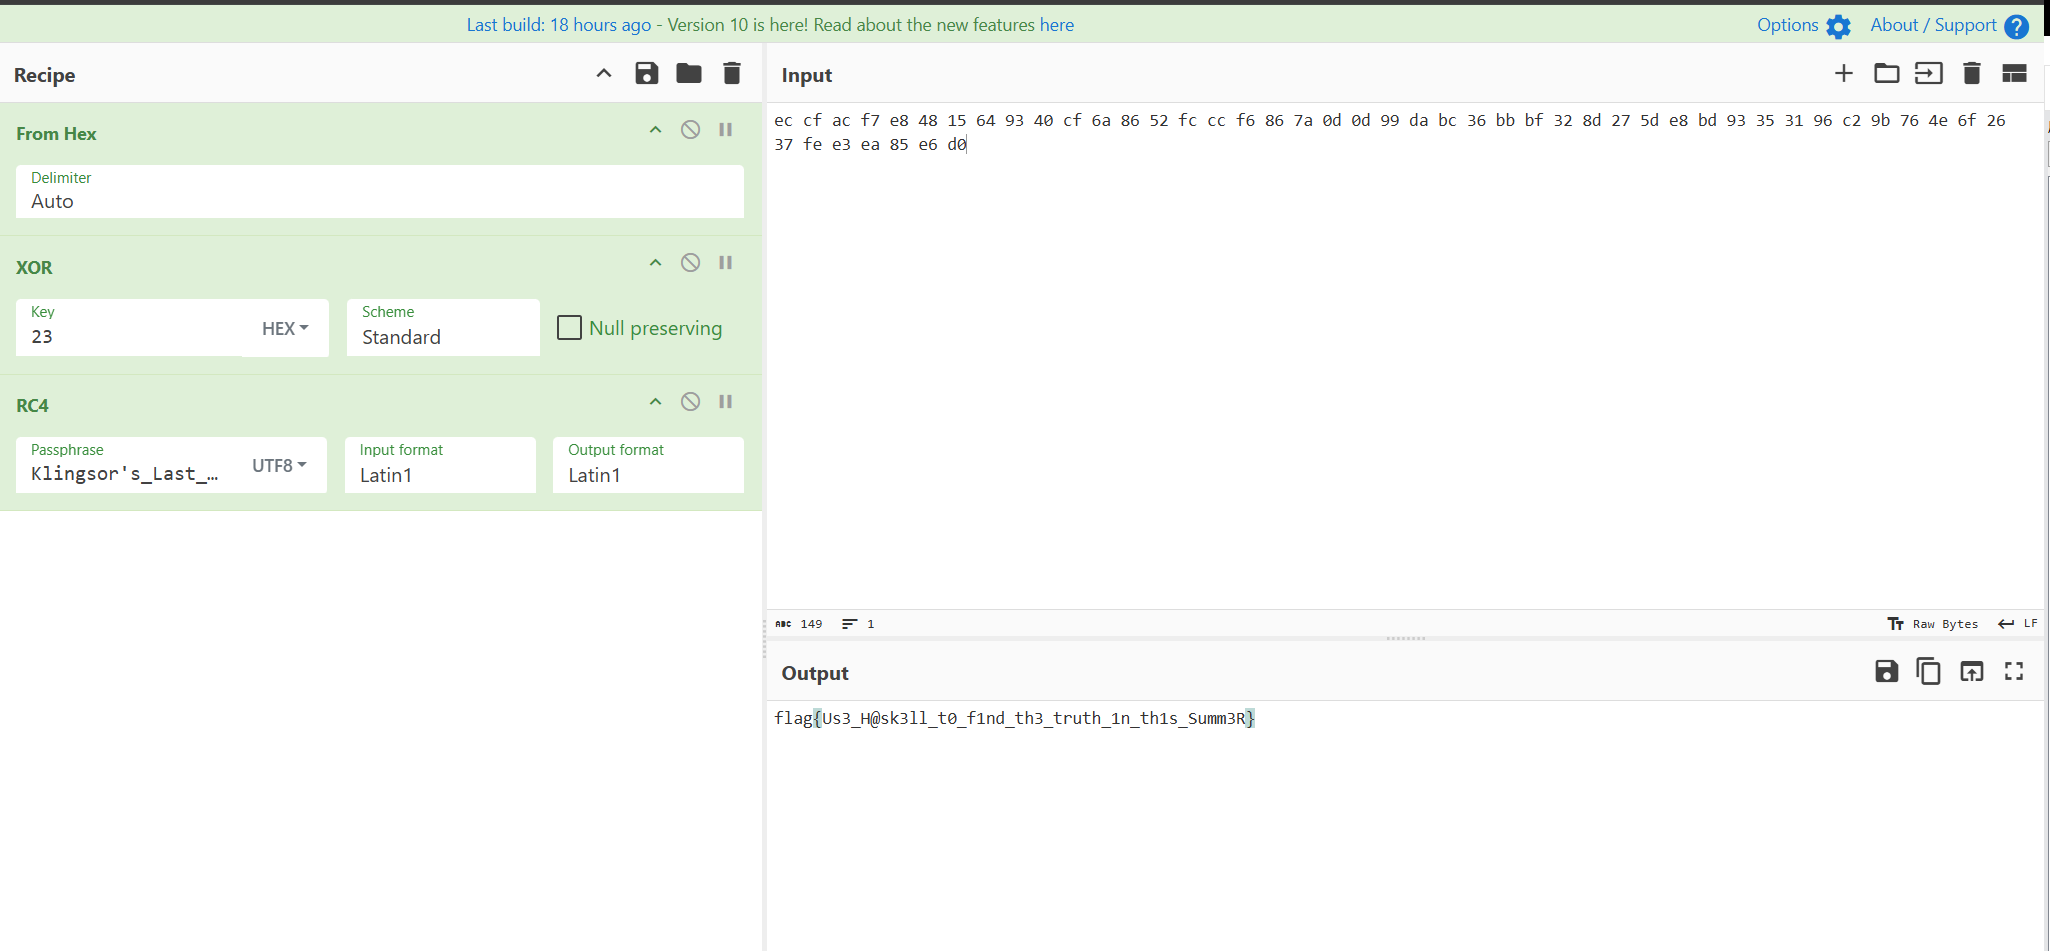 Last build: 18 hours ago - Version 10 is here! Read about the new features here
Options
About / Support
Recipe
From Hex
Delimiter
Auto
XOR
Key
23
HEX
Scheme
Standard
Null preserving
RC4
Passphrase
Klingsor's_Last_…
UTF8
Input format
Latin1
Output format
Latin1
Input
ec cf ac f7 e8 48 15 64 93 40 cf 6a 86 52 fc cc f6 86 7a 0d 0d 99 da bc 36 bb bf 32 8d 27 5d e8 bd 93 35 31 96 c2 9b 76 4e 6f 26
37 fe e3 ea 85 e6 d0
ABC 149
1
Tт Raw Bytes
LF
Output
flag{Us3_H@sk3ll_t0_f1nd_th3_truth_1n_th1s_Summ3R}